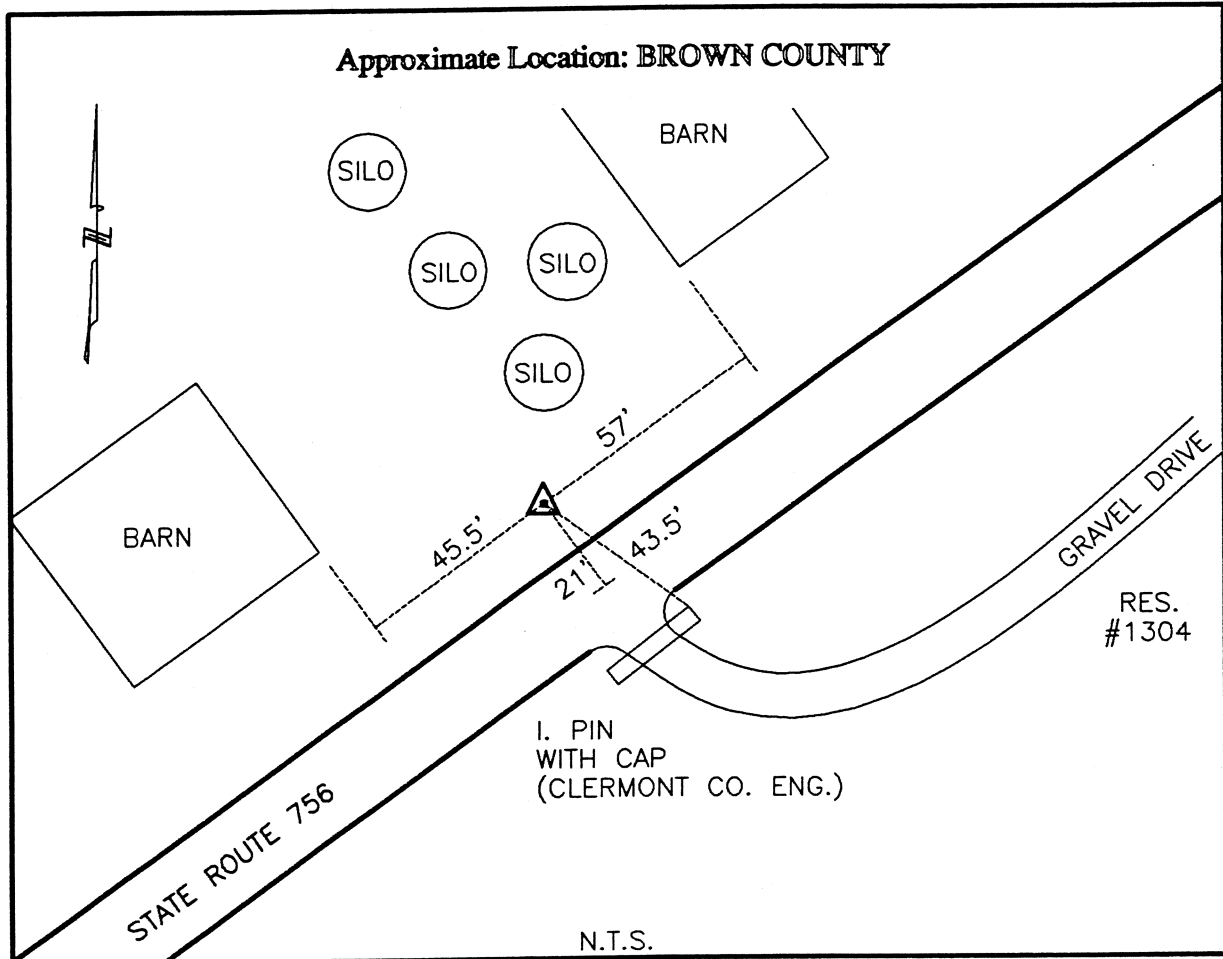 Approximate Location: BROWN COUNTY
BARN
SILO
SILO
SILO
SILO
N
57'
BARN
45.5'
43.5'
21'
GRAVEL DRIVE
RES.
#1304
I. PIN
WITH CAP
(CLERMONT CO. ENG.)
STATE ROUTE 756
N.T.S.